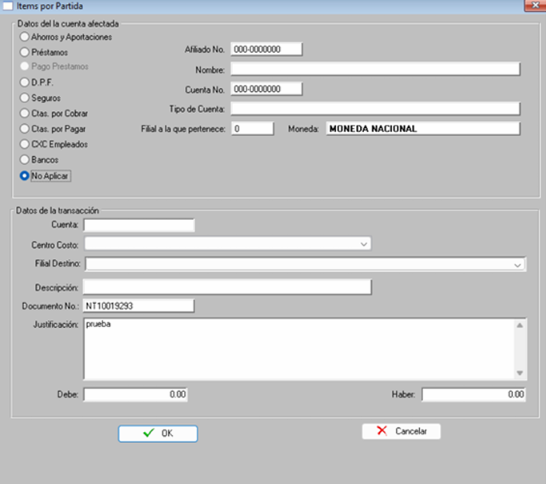 Items por Partida
Datos del la cuenta afectada
Ahorros y Aportaciones
Préstamos
Pago Prestamos
D.P.F.
Seguros
Ctas. por Cobrar
Ctas. por Pagar
CXC Empleados
Bancos
No Aplicar
Afiliado No. 000-0000000
Nombre:
Cuenta No. 000-0000000
Tipo de Cuenta:
Filial a la que pertenece: 0 Moneda: MONEDA NACIONAL
Datos de la transacción
Cuenta:
Centro Costo:
Filial Destino:
Descripción:
Documento No.: NT10019293
Justificación: prueba
Debe: 0.00 Haber: 0.00
OK Cancelar